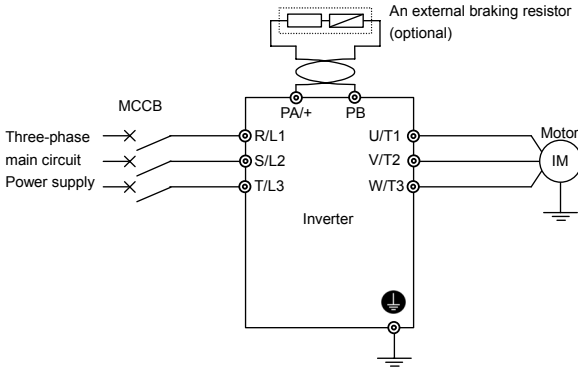 An external braking resistor
(optional)
MCCB
PA/+ PB
Three-phase
main circuit
Power supply
R/L1
S/L2
T/L3
U/T1
V/T2
W/T3
Motor
IM
Inverter